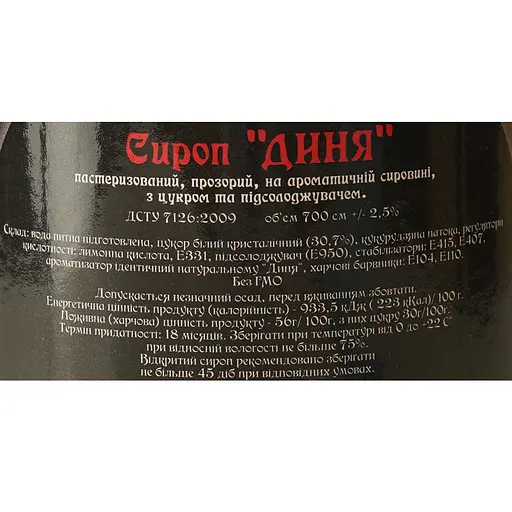 Сироп "ДИНЯ"
пастеризований, прозорий, на ароматичній сировині,
з цукром та підсолоджувачем.
ДСТУ 7126:2009 об'єм 700 см +/- 2,5%
Склад: вода питна підготовлена, цукор білий кристалічний (30,7%), кукурудзяна патока, регулятори
кислотності: лимонна кислота, Е331, підсолоджувач (Е950), стабілізатори: Е415, Е407,
ароматизатор ідентичний натуральному "Диня", харчові барвники: Е104, Е110.
Без ГМО
Допускається незначний осад, перед вживанням збовтати.
Енергетична цінність продукту (калорійність) - 933,5 кДж ( 223 кКал)/100 г.
Поживна (харчова) цінність продукту - 56г/ 100г, з них цукру 30г/100г.
Термін придатності: 18 місяців. Зберігати при температурі від 0 до +22 С
при відносній вологості не більше 75%.
Відкритий сироп рекомендовано зберігати
не більше 45 діб при відповідних умовах.